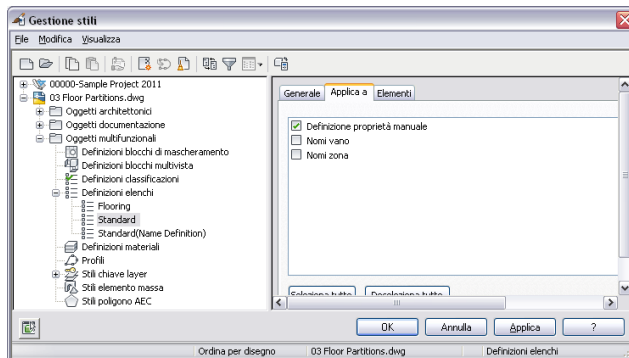 Gestione stili
File Modifica Visualizza
00000-Sample Project 2011
03 Floor Partitions.dwg
Oggetti architettonici
Oggetti documentazione
Oggetti multifunzionali
Definizioni blocchi di mascheramento
Definizioni blocchi multivista
Definizioni classificazioni
Definizioni elenchi
Flooring
Standard
Standard(Name Definition)
Definizioni materiali
Profili
Stili chiave layer
Stili elemento massa
Stili poligono AEC
Generale Applica a Elementi
Definizione proprietà manuale
Nomi vano
Nomi zona
Seleziona tutto Deseleziona tutto
OK Annulla Applica ?
Ordina per disegno 03 Floor Partitions.dwg Definizioni elenchi